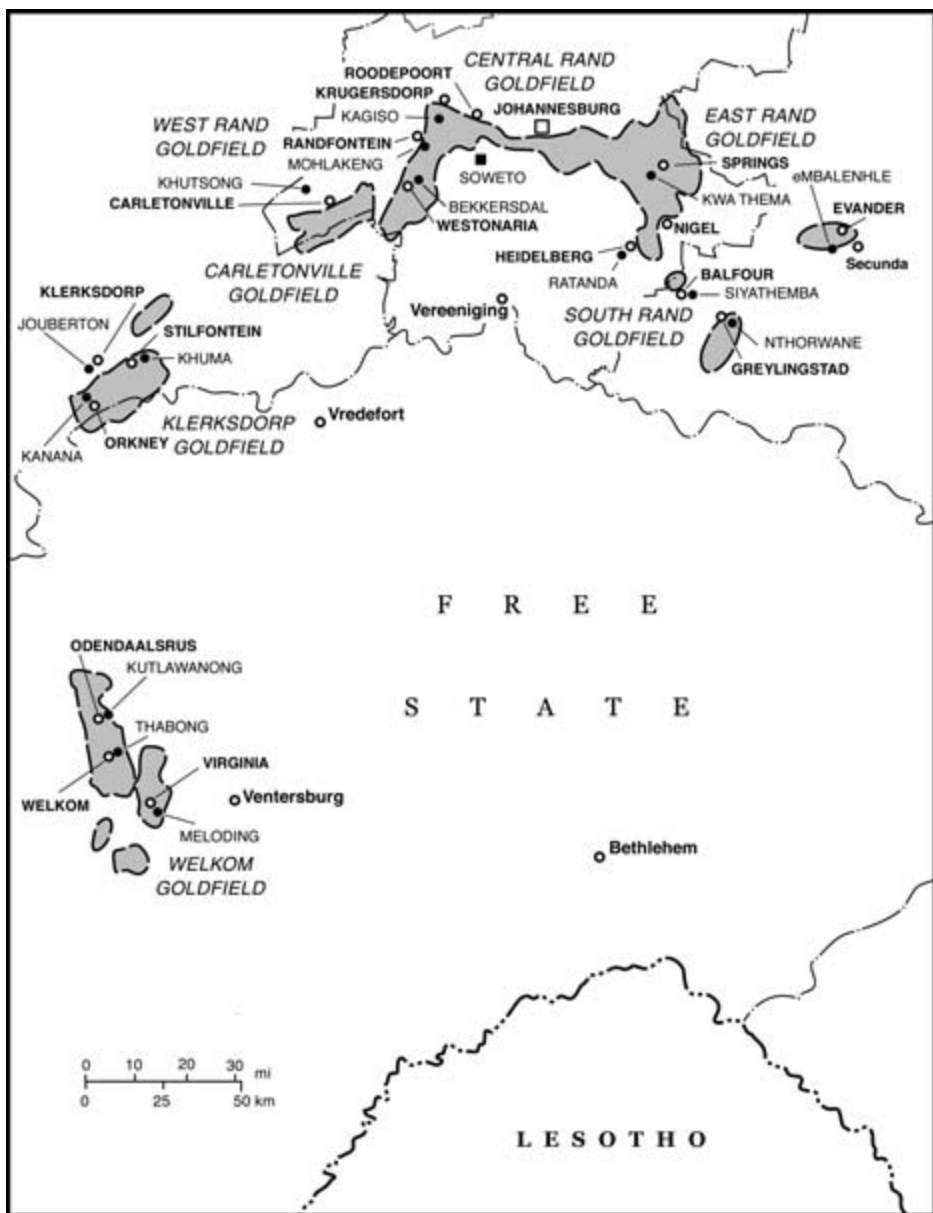 CENTRAL RAND
GOLDFIELD
ROODEPOORT
KRUGERSDORP
JOHANNESBURG
KAGISO
EAST RAND
GOLDFIELD
WEST RAND
GOLDFIELD
RANDFONTEIN
MOHLAKENG
SOWETO
SPRINGS
eMBALENHLE
KHUTSONG
CARLETONVILLE
BEKKERSDAL
KWA THEMA
EVANDER
WESTONARIA
NIGEL
HEIDELBERG
Secunda
CARLETONVILLE
GOLDFIELD
RATANDA
BALFOUR
SIYATHEMBA
KLERKSDORP
Vereeniging
SOUTH RAND
GOLDFIELD
JOUBERTON
STILFONTEIN
KHUMA
NTHORWANE
GREYLINGSTAD
KLERKSDORP
GOLDFIELD
Vredefort
ORKNEY
KANANA
FREE
STATE
ODENDAALSRUS
KUTLAWANONG
THABONG
VIRGINIA
WELKOM
Ventersburg
MELODING
Bethlehem
WELKOM
GOLDFIELD
0 10 20 30 mi
0 25 50 km
LESOTHO